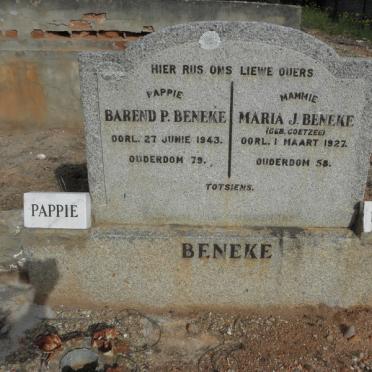 HIER RUS ONS LIEWE OUERS
PAPPIE
BAREND P. BENEKE
OORL. 27 JUNIE 1943.
OUDERDOM 79.
MAMMIE
MARIA J. BENEKE
(GEB. COETZEE)
OORL. 1 MAART 1927.
OUDERDOM 58.
TOTSIENS.
PAPPIE
BENEKE